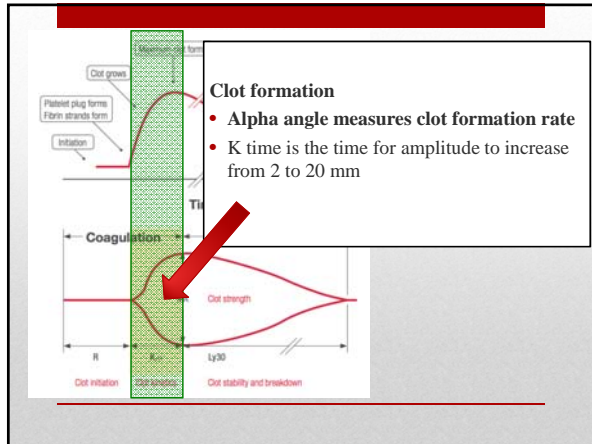 Clot grows
Platelet plug forms
Fibrin strands form
Initiation
Clot formation
• Alpha angle measures clot formation rate
• K time is the time for amplitude to increase
from 2 to 20 mm
Coagulation
Clot strength
R
Ly30
Clot initiation
Clot stability and breakdown